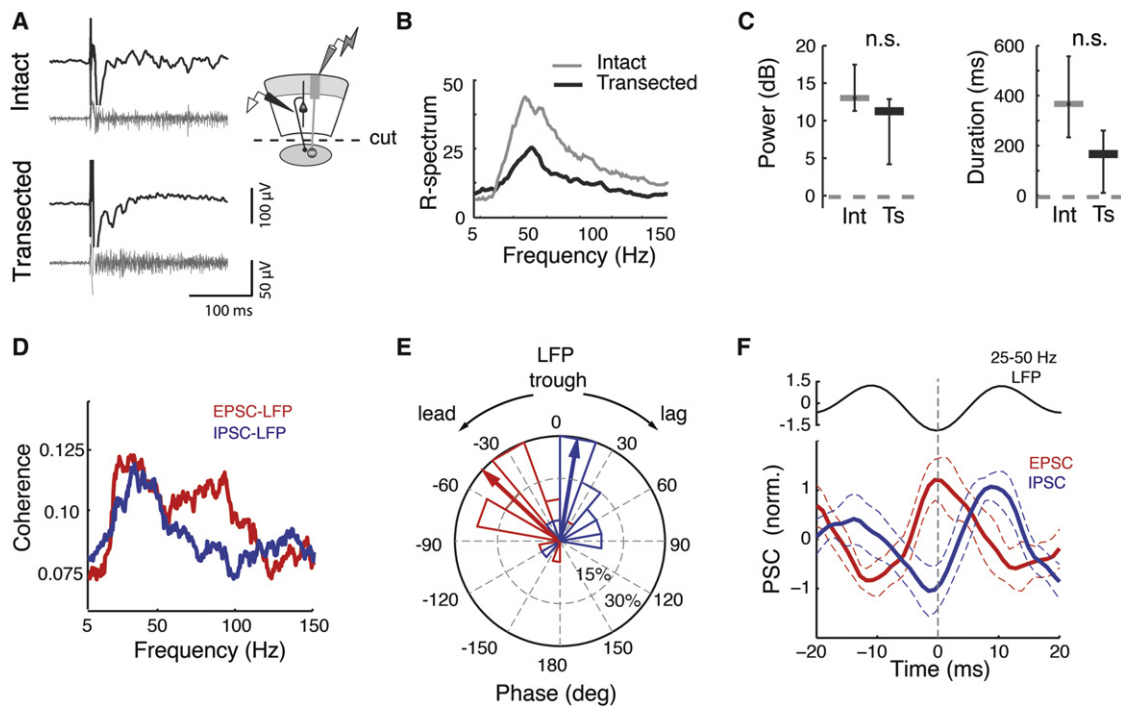 A
Intact
Transected
cut
100 µV
50 µV
100 ms
B
Intact
Transected
50
25
0
R-spectrum
5 50 100 150
Frequency (Hz)
C
n.s.
20
15
10
5
0
Power (dB)
Int Ts
n.s.
600
400
200
0
Duration (ms)
Int Ts
D
EPSC-LFP
IPSC-LFP
0.125
0.10
0.075
Coherence
5 50 100 150
Frequency (Hz)
E
LFP
trough
lead
lag
0
-30
30
-60
60
-90
90
-120
120
-150
150
180
15%
30%
Phase (deg)
F
25-50 Hz
LFP
1.5
0
-1.5
EPSC
IPSC
1
0
−1
PSC (norm.)
−20 −10 0 10 20
Time (ms)